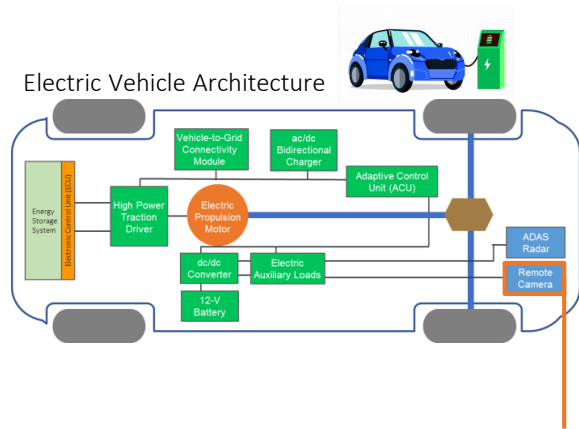 Electric Vehicle Architecture
Vehicle-to-Grid
Connectivity
Module
ac/dc
Bidirectional
Charger
Adaptive Control
Unit (ACU)
Energy
Storage
System
Electronic Control Unit (ECU)
High Power
Traction
Driver
Electric
Propulsion
Motor
dc/dc
Converter
Electric
Auxiliary Loads
12-V
Battery
ADAS
Radar
Remote
Camera